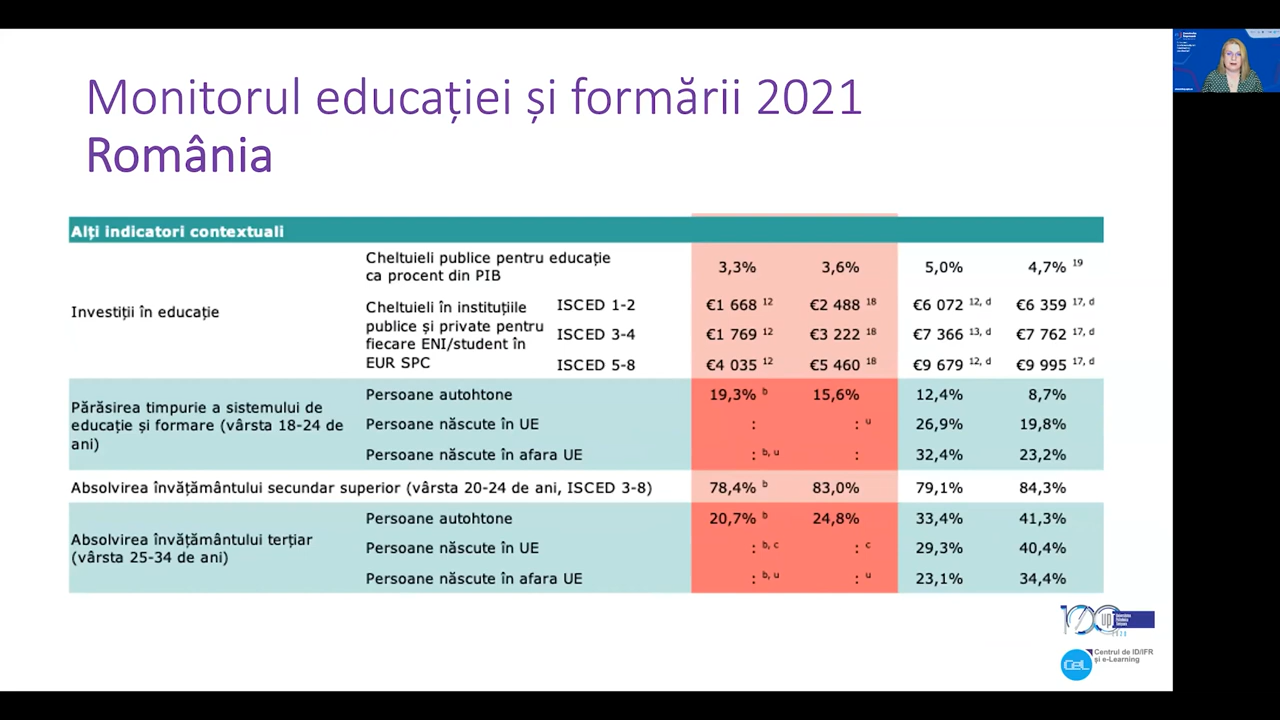 Monitorul educației și formării 2021
România
Alți indicatori contextuali
Investiții în educație
Cheltuieli publice pentru educație
ca procent din PIB
3,3% 3,6% 5,0% 4,7% 19
Cheltuieli în instituțiile
publice și private pentru
fiecare ENI/student în
EUR SPC
ISCED 1-2 €1 668 12 €2 488 18 €6 072 12, d €6 359 17, d
ISCED 3-4 €1 769 12 €3 222 18 €7 366 13, d €7 762 17, d
ISCED 5-8 €4 035 12 €5 460 18 €9 679 12, d €9 995 17, d
Părăsirea timpurie a sistemului de
educație și formare (vârsta 18-24 de
ani)
Persoane autohtone 19,3% b 15,6% 12,4% 8,7%
Persoane născute în UE : : u 26,9% 19,8%
Persoane născute în afara UE : b, u : 32,4% 23,2%
Absolvirea învățământului secundar superior (vârsta 20-24 de ani, ISCED 3-8) 78,4% b 83,0% 79,1% 84,3%
Absolvirea învățământului terțiar
(vârsta 25-34 de ani)
Persoane autohtone 20,7% b 24,8% 33,4% 41,3%
Persoane născute în UE : b, c : c 29,3% 40,4%
Persoane născute în afara UE : b, u : u 23,1% 34,4%
100
UPT
CeL
Centrul de ID/IFR
și e-Learning